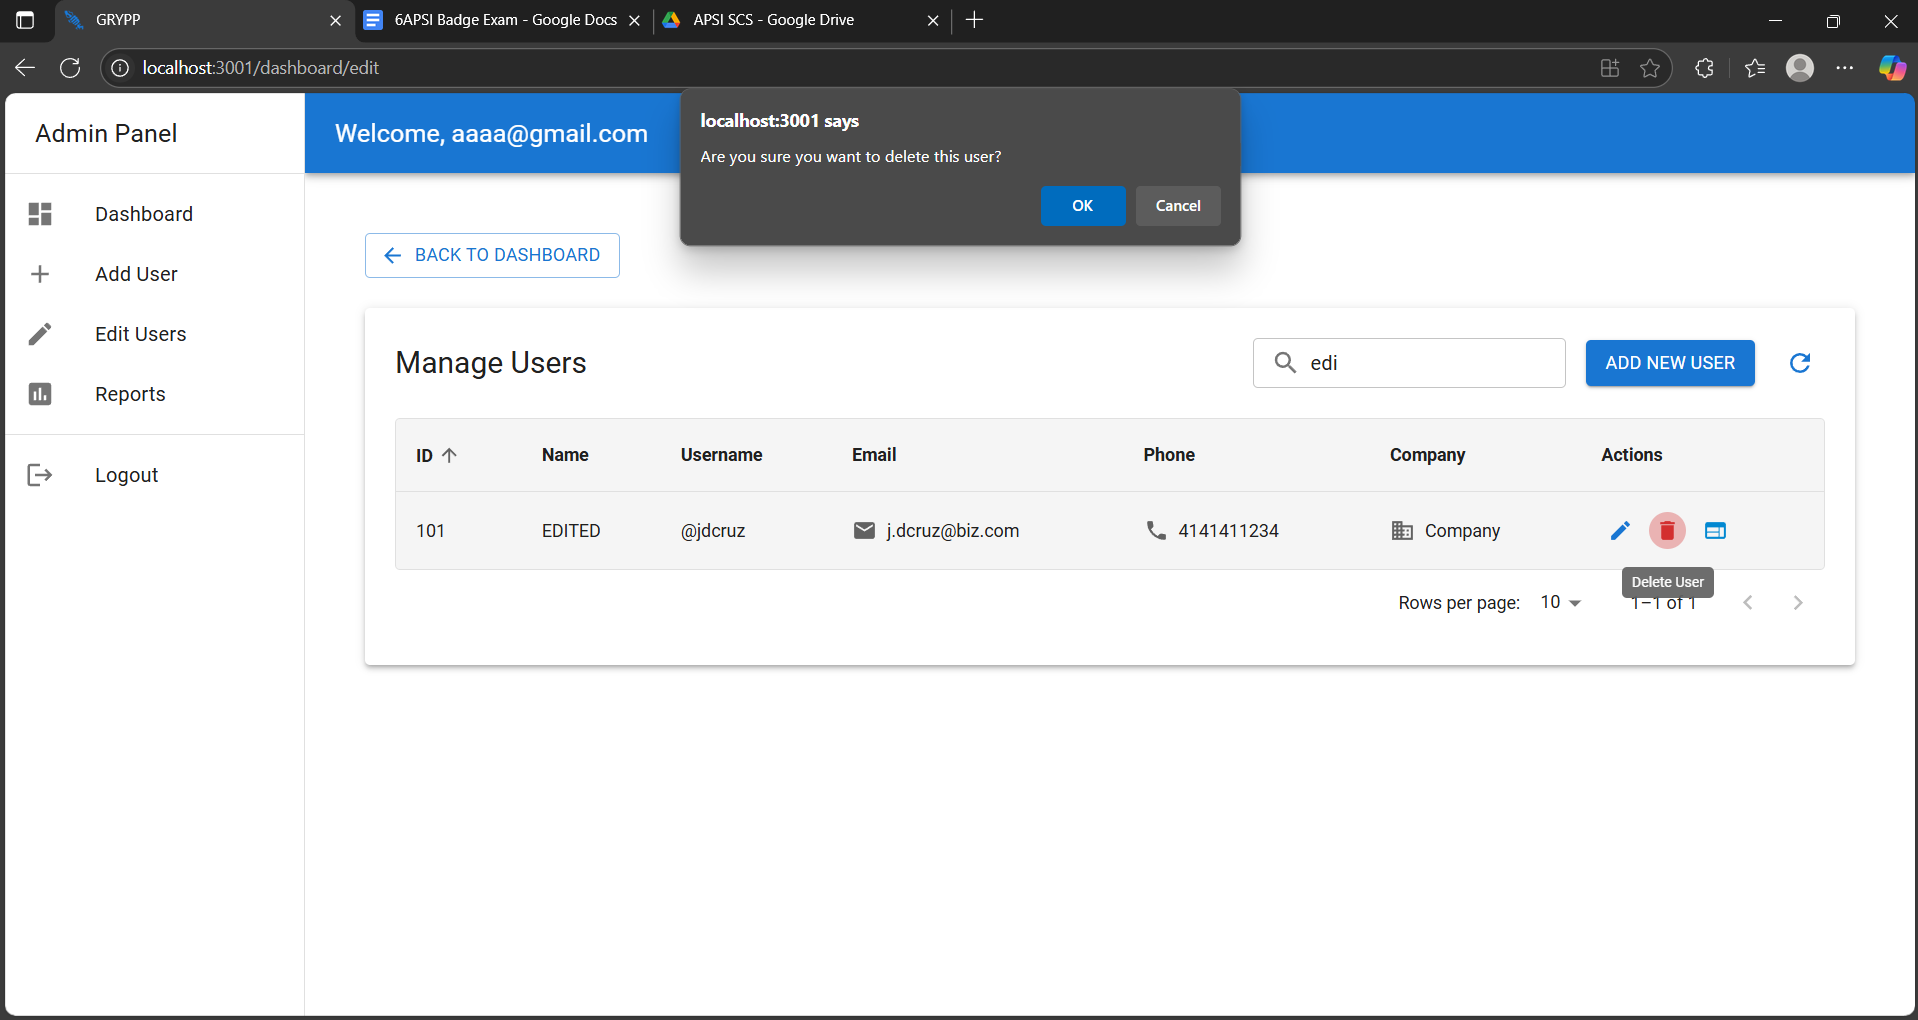 GRYPP
6APSI Badge Exam - Google Docs
APSI SCS - Google Drive
localhost:3001/dashboard/edit
Admin Panel
Welcome, aaaa@gmail.com
localhost:3001 says
Are you sure you want to delete this user?
OK
Cancel
Dashboard
Add User
Edit Users
Reports
Logout
BACK TO DASHBOARD
Manage Users
edi
ADD NEW USER
ID Name Username Email Phone Company Actions
101 EDITED @jdcruz j.dcruz@biz.com 4141411234 Company
Delete User
Rows per page: 10 1–1 of 1